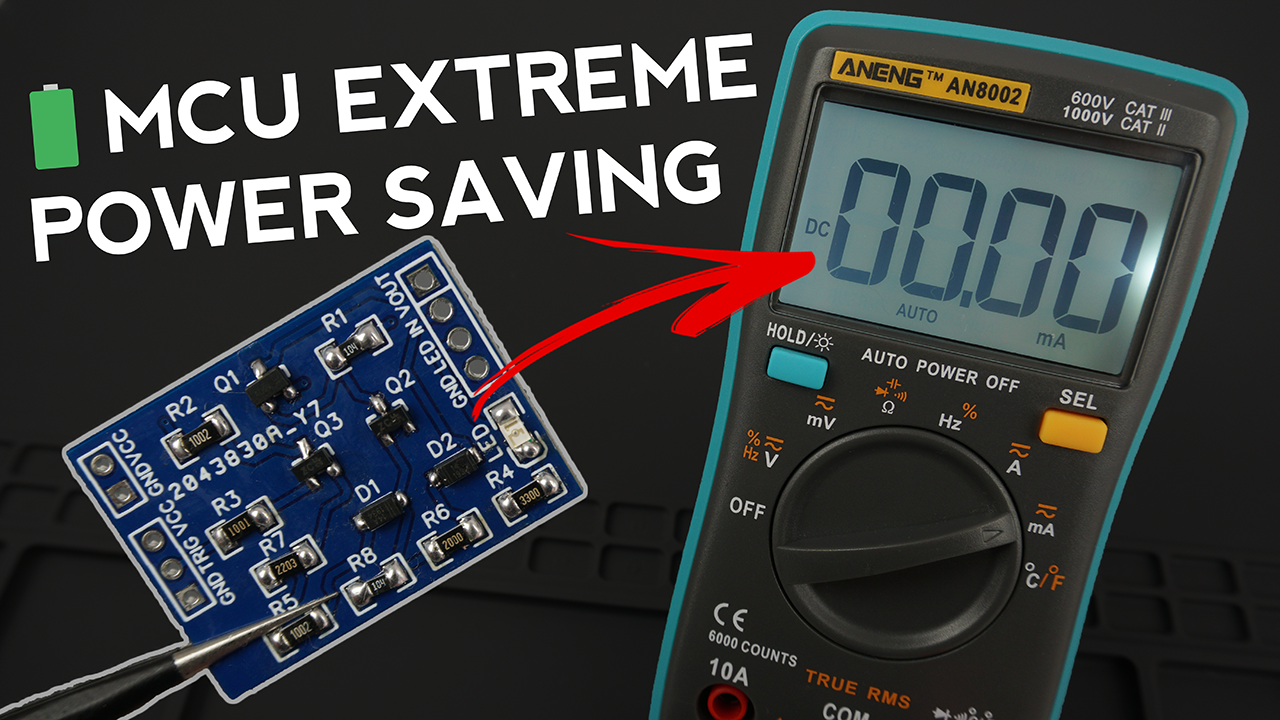 MCU EXTREME
POWER SAVING
ANENG™ AN8002
600V CAT III
1000V CAT II
DC
00.00
AUTO
mA
HOLD/
AUTO POWER OFF
SEL
mV
Ω
Hz %
% Hz V
A
OFF
mA
°C/°F
CE
6000 COUNTS
10A
TRUE RMS
COM
GND LED IN VOUT
R1
104
Q1
Q2
R2
1002
Q3
2043830A_Y7
GND VCC
LED
D2
R4
3300
D1
R3
1001
R6
2000
GND TRIG VCC
R7
2203
R8
104
R5
1002